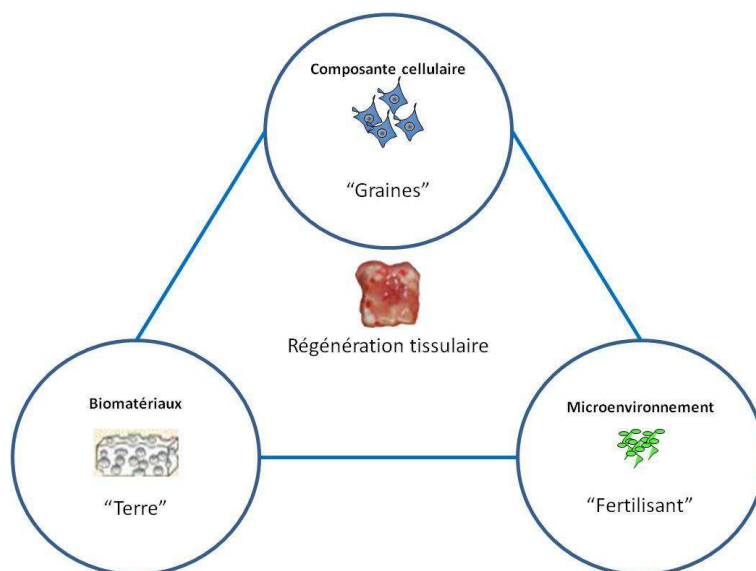 Composante cellulaire
“Graines”
Régénération tissulaire
Biomatériaux
“Terre”
Microenvironnement
“Fertilisant”